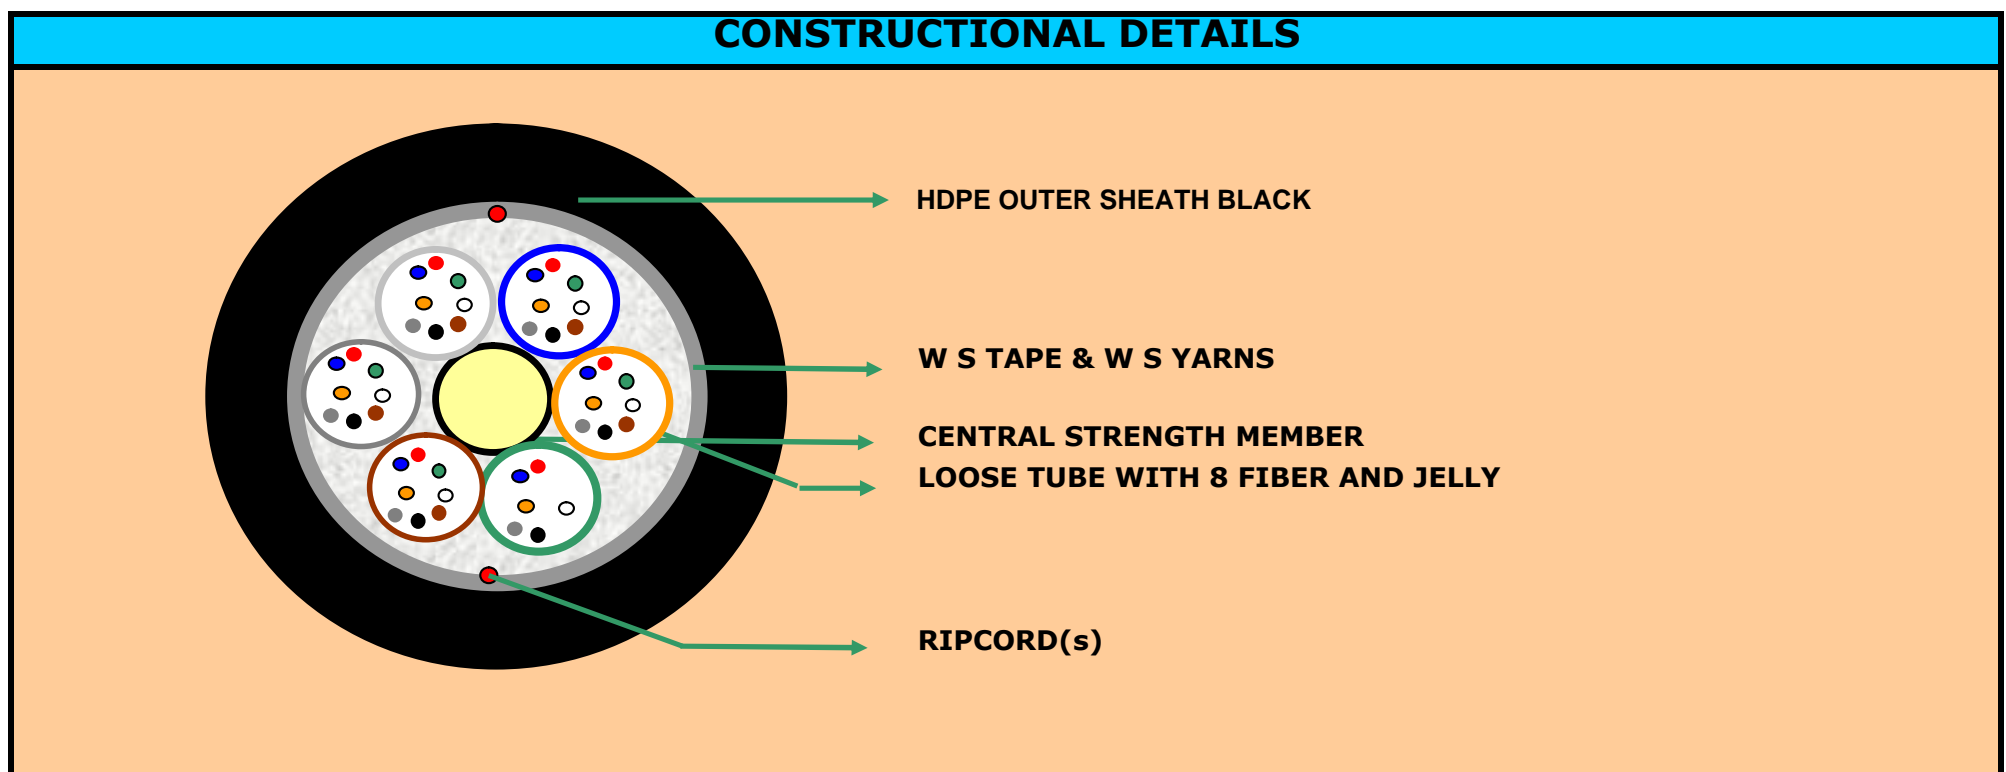 CONSTRUCTIONAL DETAILS
HDPE OUTER SHEATH BLACK
W S TAPE & W S YARNS
CENTRAL STRENGTH MEMBER
LOOSE TUBE WITH 8 FIBER AND JELLY
RIPCORD(s)